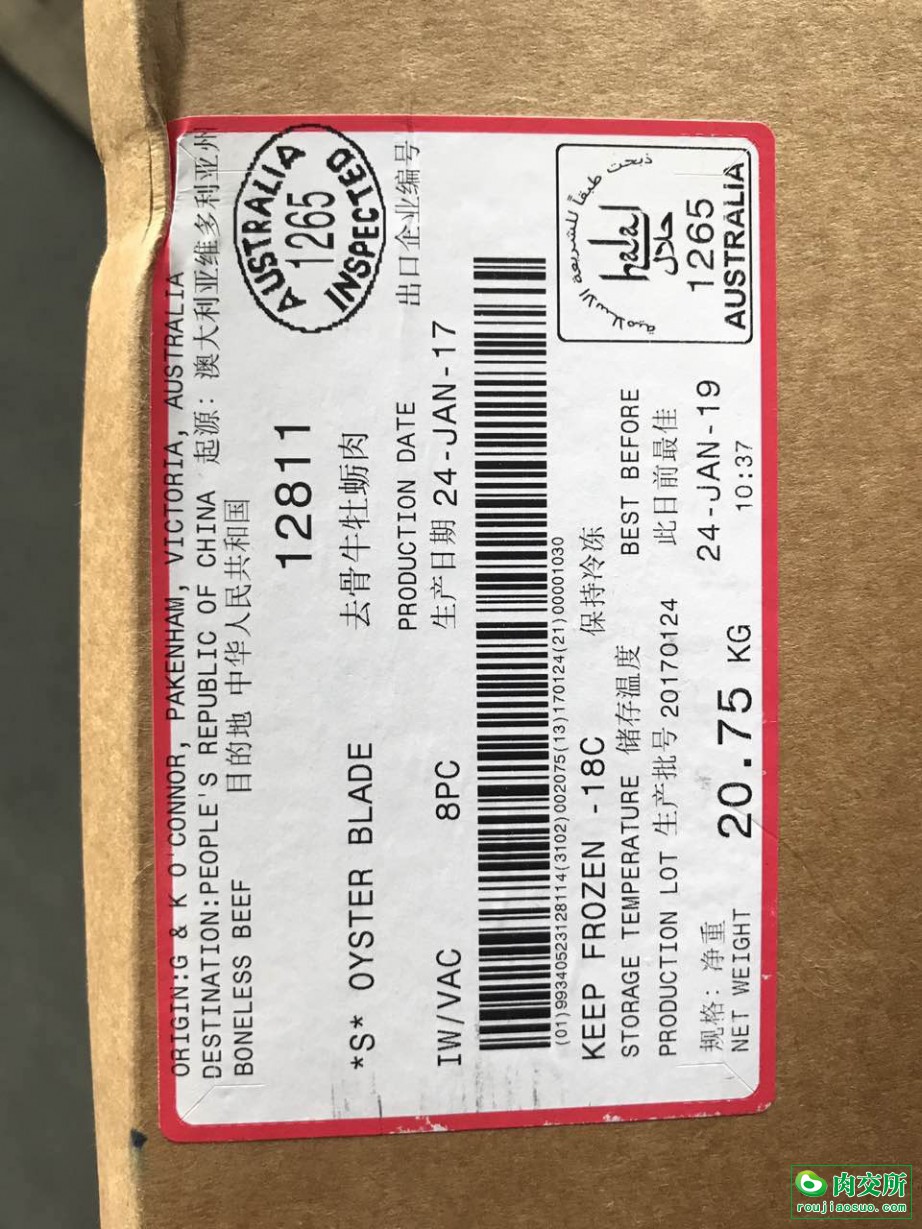 ORIGIN:G & K O'CONNOR, PAKENHAM, VICTORIA, AUSTRALIA
DESTINATION:PEOPLE'S REPUBLIC OF CHINA 起源: 澳大利亚维多利亚州
BONELESS BEEF 目的地 中华人民共和国
AUSTRALIA
1265
INSPECTED
12811
*S* OYSTER BLADE 去骨牛牡蛎肉
出口企业编号
PRODUCTION DATE
IW/VAC 8PC 生产日期 24-JAN-17
(01)99340523128114(3102)002075(13)170124(21)00001030
KEEP FROZEN -18C 保持冷冻
STORAGE TEMPERATURE 储存温度 BEST BEFORE
PRODUCTION LOT 生产批号 20170124 此日前最佳
规格: 净重 24-JAN-19
NET WEIGHT 20.75 KG 10:37
ذبحت طبقا للشريعة الاسلامية
halal
حلال
1265
AUSTRALIA
肉交所
roujiaosuo.com